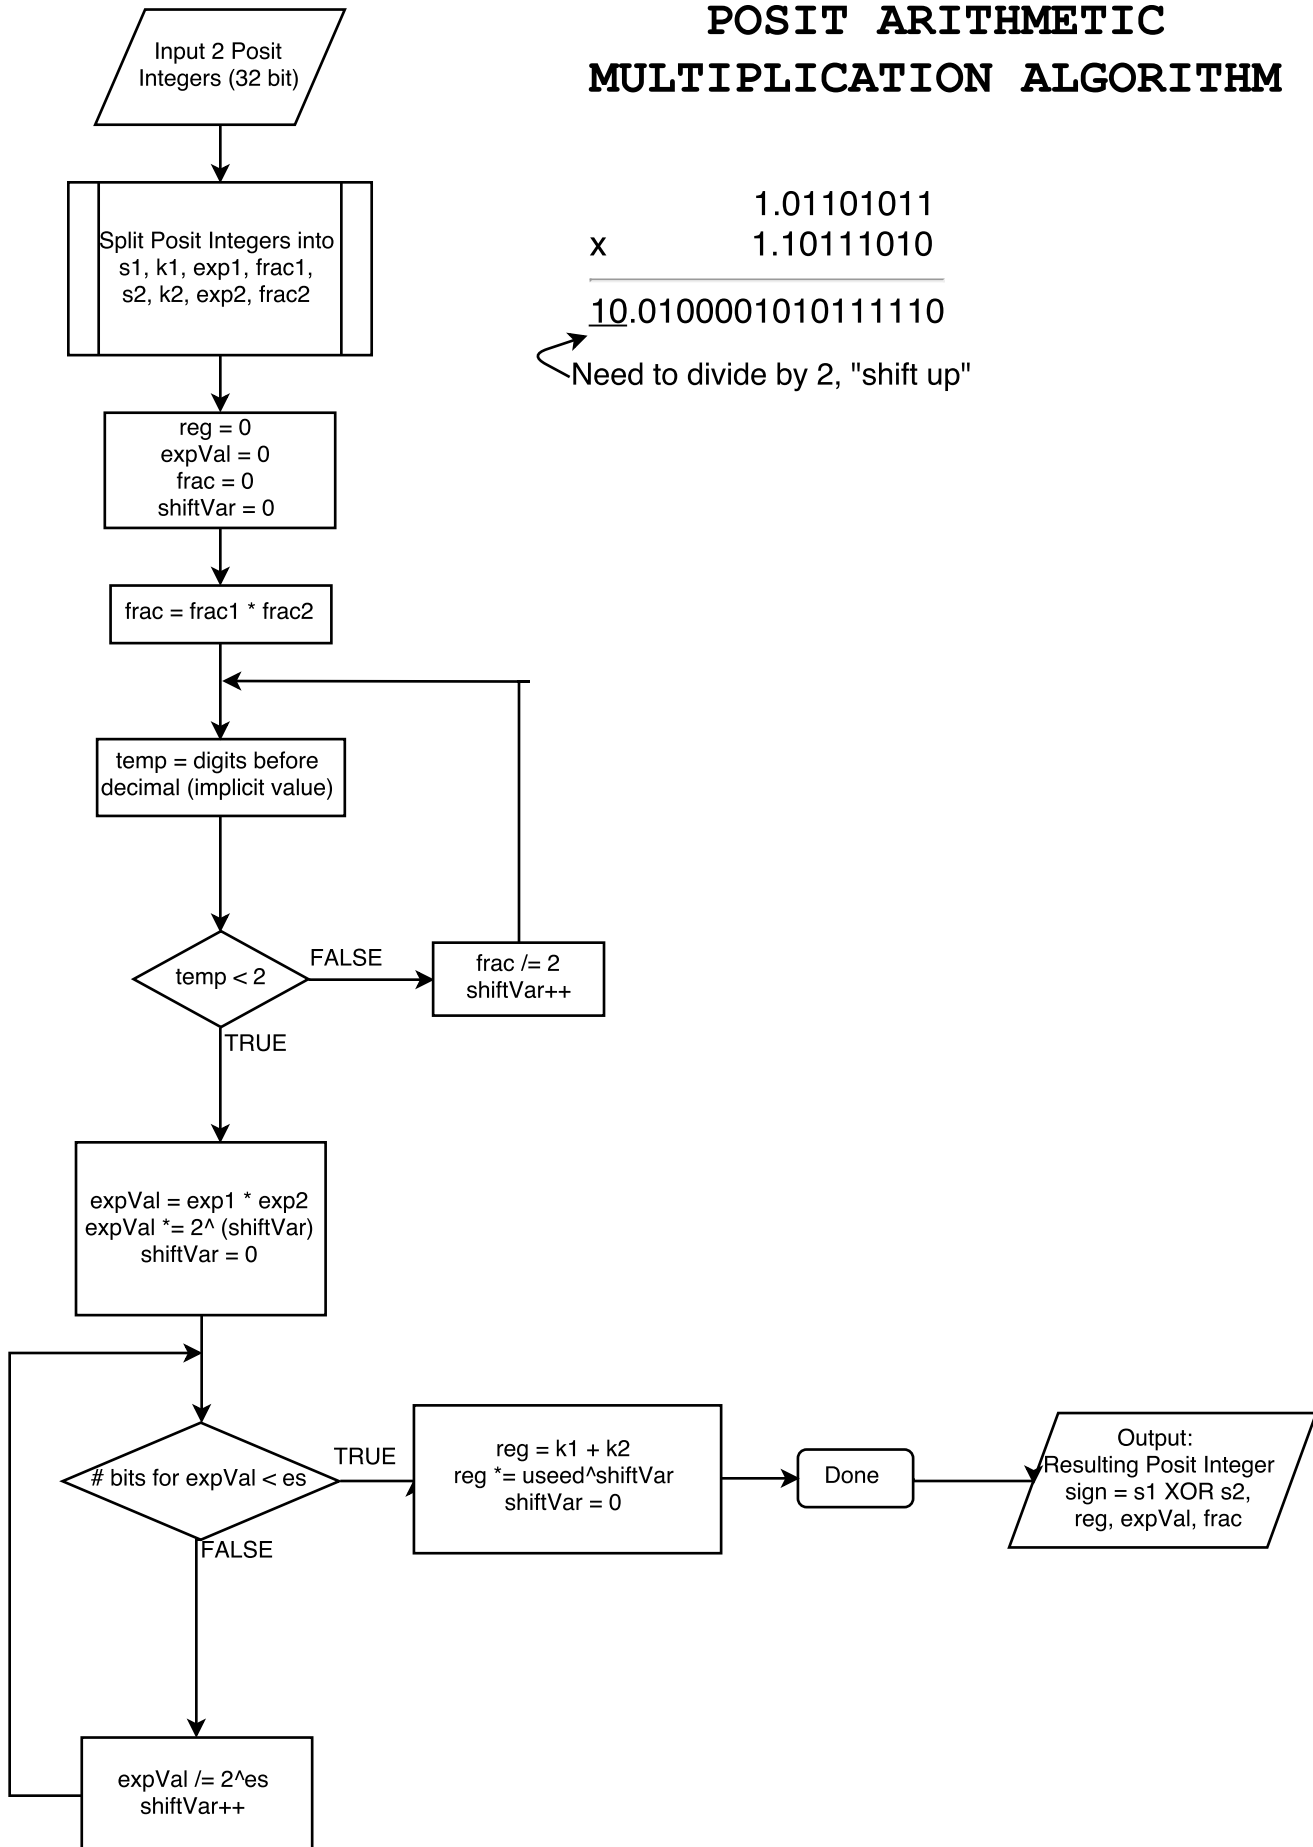 POSIT ARITHMETIC
MULTIPLICATION ALGORITHM
Input 2 Posit
Integers (32 bit)
1.01101011
x 1.10111010
10.0100001010111110
Need to divide by 2, "shift up"
Split Posit Integers into
s1, k1, exp1, frac1,
s2, k2, exp2, frac2
reg = 0
expVal = 0
frac = 0
shiftVar = 0
frac = frac1 * frac2
temp = digits before
decimal (implicit value)
temp < 2
FALSE
frac /= 2
shiftVar++
TRUE
expVal = exp1 * exp2
expVal *= 2^ (shiftVar)
shiftVar = 0
# bits for expVal < es
TRUE
reg = k1 + k2
reg *= useed^shiftVar
shiftVar = 0
Done
Output:
Resulting Posit Integer
sign = s1 XOR s2,
reg, expVal, frac
FALSE
expVal /= 2^es
shiftVar++